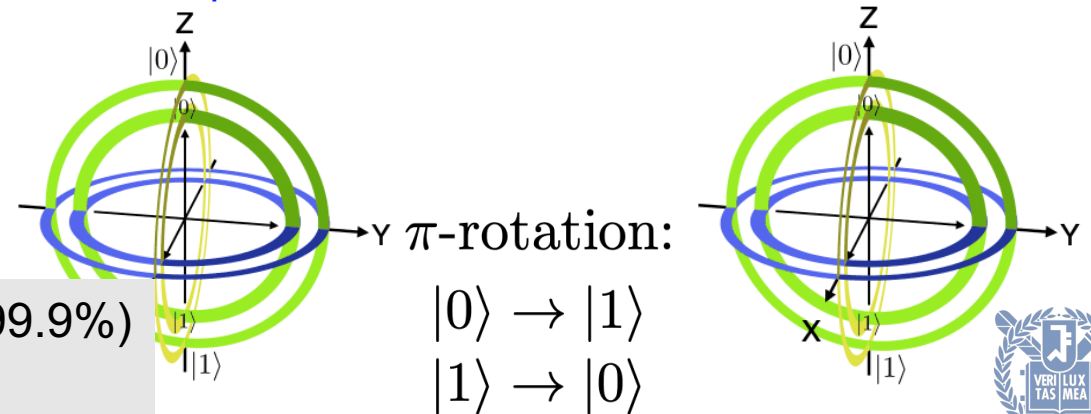 Z
|0⟩
|0⟩
Y
|1⟩
|1⟩
99.9%)
π-rotation:
|0⟩ → |1⟩
|1⟩ → |0⟩
Z
|0⟩
|0⟩
Y
X
|1⟩
|1⟩
VERI LUX
TAS MEA